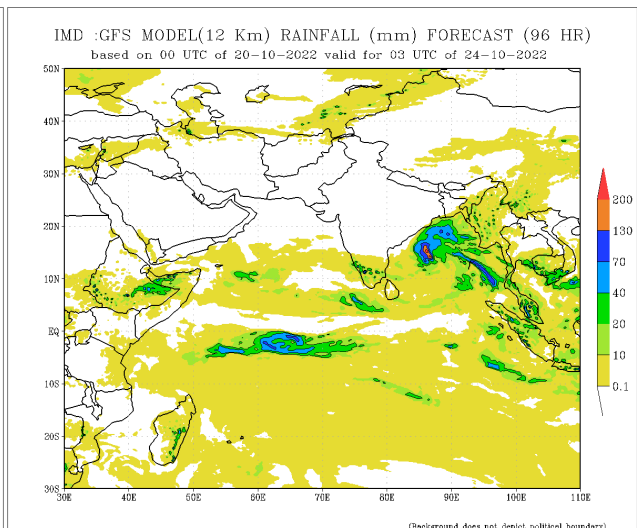 IMD :GFS MODEL(12 Km) RAINFALL (mm) FORECAST (96 HR)
based on 00 UTC of 20-10-2022 valid for 03 UTC of 24-10-2022
50N
40N
30N
20N
10N
EQ
10S
20S
30S
30E 40E 50E 60E 70E 80E 90E 100E 110E
200
130
70
40
20
10
0.1
(Background does not depict political boundary)